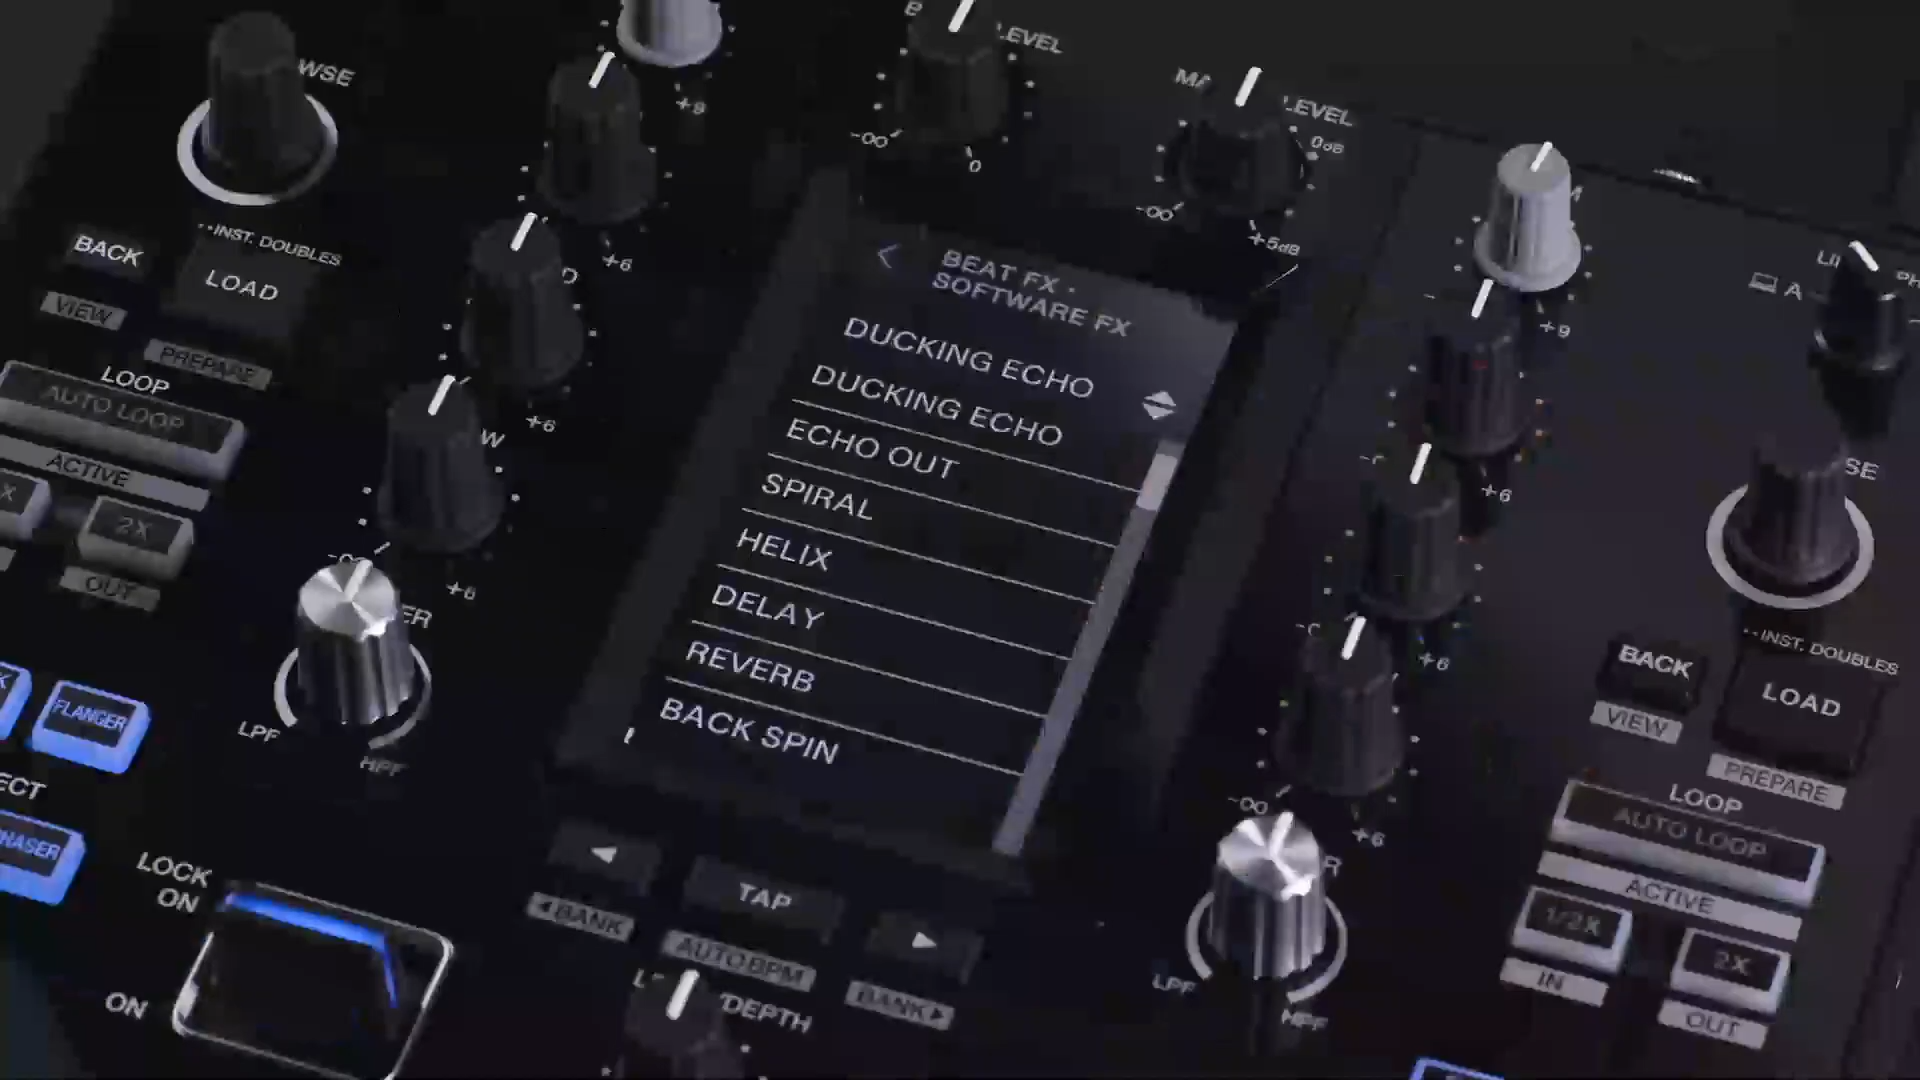 LEVEL
LEVEL
0dB
+9
-00
0
-00
+5dB
BACK
VIEW
INST. DOUBLES
LOAD
PREPARE
LOOP
AUTO LOOP
ACTIVE
2X
OUT
+6
+6
+6
LPF
HPF
FLANGER
LOCK
ON
ON
BEAT FX -
SOFTWARE FX
DUCKING ECHO
DUCKING ECHO
ECHO OUT
SPIRAL
HELIX
DELAY
REVERB
BACK SPIN
BANK
TAP
AUTO BPM
BANK
DEPTH
A
+9
+6
+6
-00
+6
LPF
HPF
INST. DOUBLES
BACK
VIEW
LOAD
PREPARE
LOOP
AUTO LOOP
ACTIVE
1/2X
IN
2X
OUT